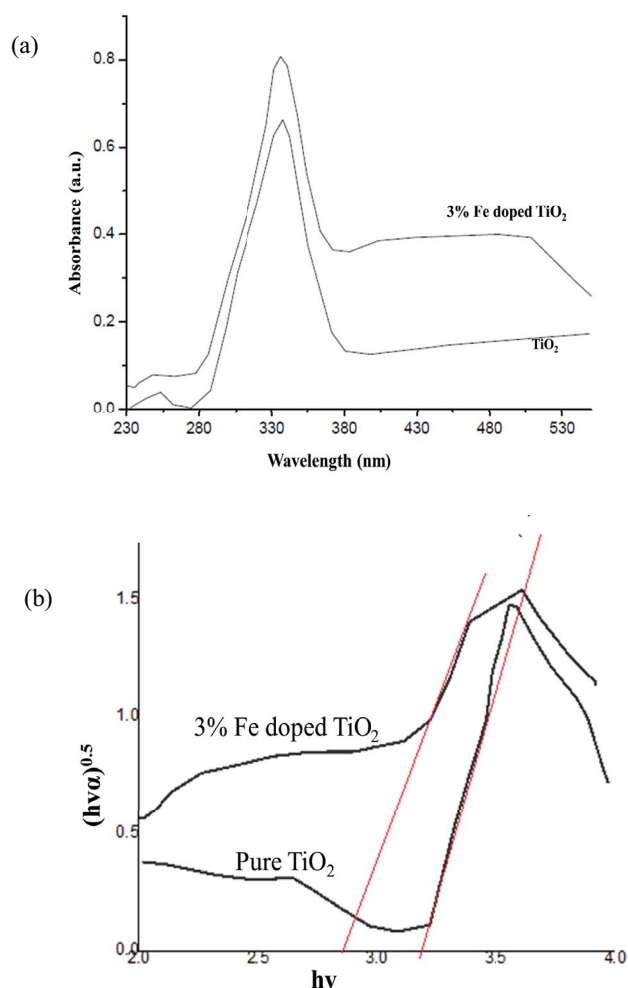 (a)
Absorbance (a.u.)
0.8
0.6
0.4
0.2
0.0
3% Fe doped TiO₂
TiO₂
230 280 330 380 430 480 530
Wavelength (nm)
(b)
(hvα)^0.5
1.5
1.0
0.5
0.0
3% Fe doped TiO₂
Pure TiO₂
2.0 2.5 3.0 3.5 4.0
hv